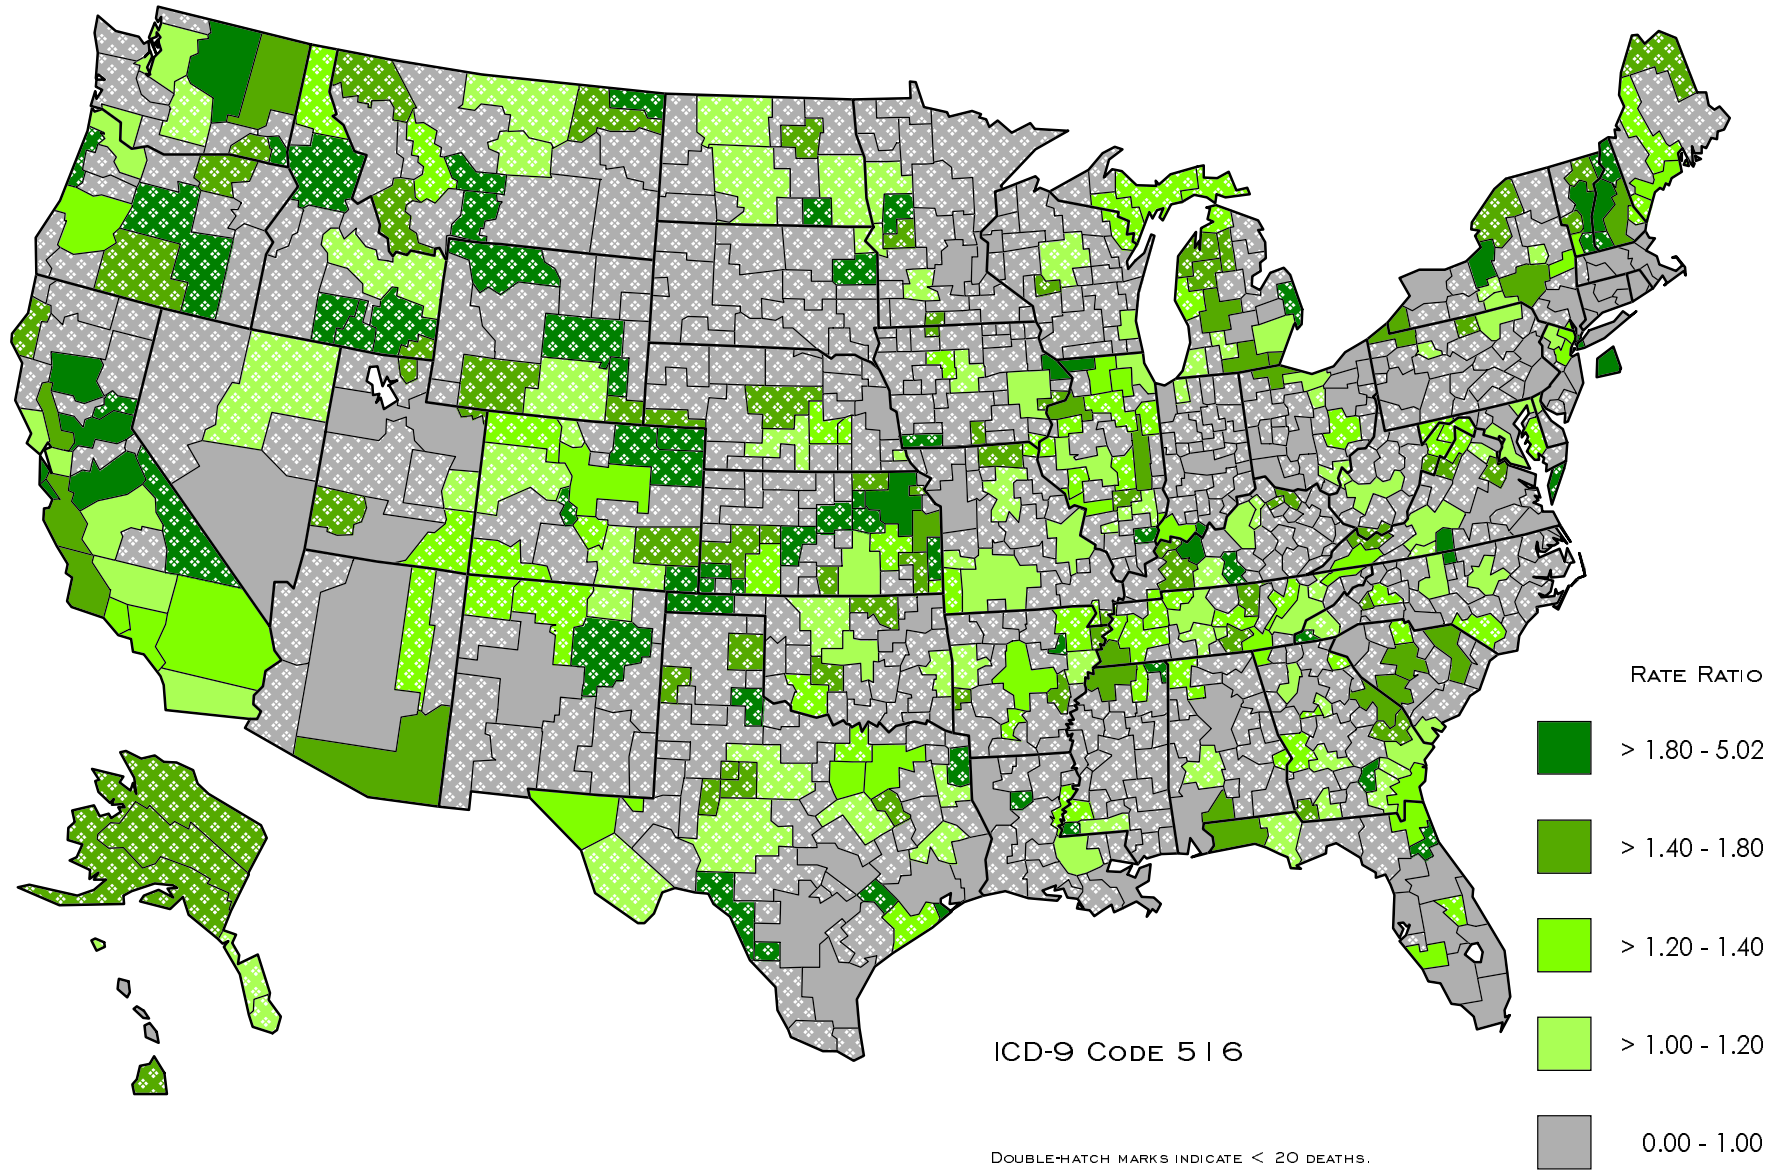 RATE RATIO
> 1.80 - 5.02
> 1.40 - 1.80
> 1.20 - 1.40
> 1.00 - 1.20
0.00 - 1.00
ICD-9 CODE 516
DOUBLE-HATCH MARKS INDICATE < 20 DEATHS.